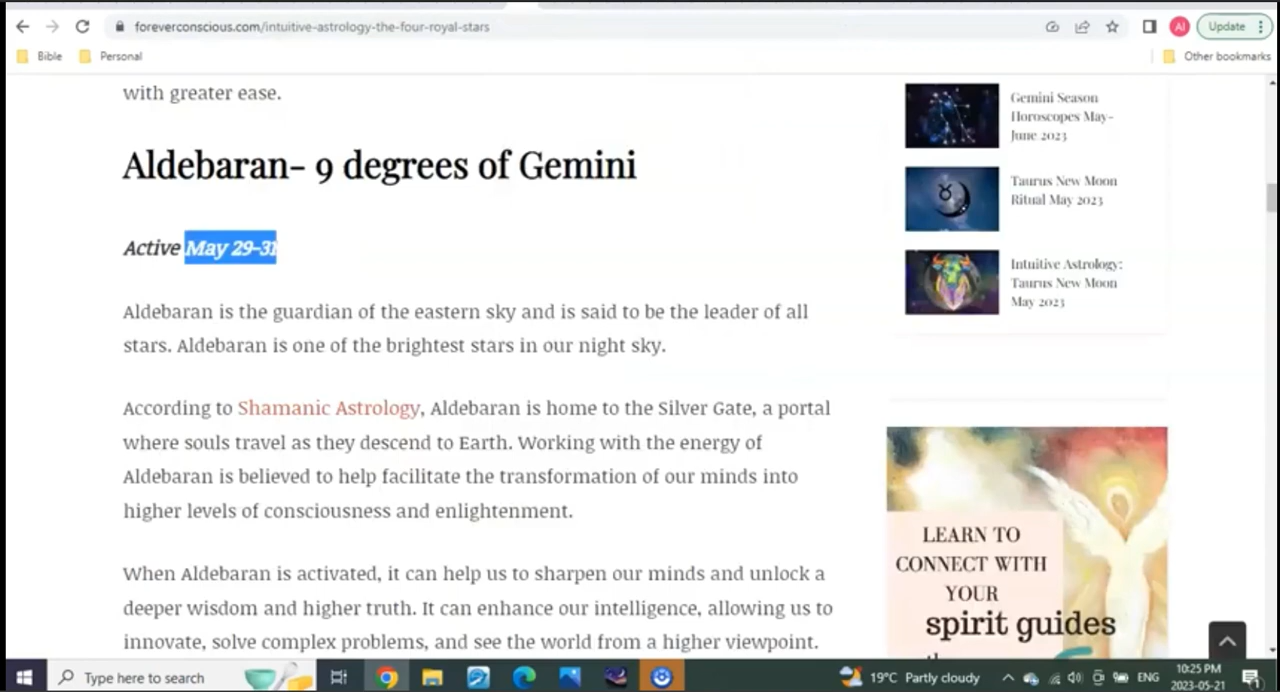 foreverconscious.com/intuitive-astrology-the-four-royal-stars
AI
Update
Bible
Personal
Other bookmarks
with greater ease.
Aldebaran- 9 degrees of Gemini
Active May 29-31
Aldebaran is the guardian of the eastern sky and is said to be the leader of all
stars. Aldebaran is one of the brightest stars in our night sky.
According to Shamanic Astrology, Aldebaran is home to the Silver Gate, a portal
where souls travel as they descend to Earth. Working with the energy of
Aldebaran is believed to help facilitate the transformation of our minds into
higher levels of consciousness and enlightenment.
When Aldebaran is activated, it can help us to sharpen our minds and unlock a
deeper wisdom and higher truth. It can enhance our intelligence, allowing us to
innovate, solve complex problems, and see the world from a higher viewpoint.
Gemini Season
Horoscopes May-
June 2023
Taurus New Moon
Ritual May 2023
Intuitive Astrology:
Taurus New Moon
May 2023
LEARN TO
CONNECT WITH
YOUR
spirit guides
Type here to search
19°C Partly cloudy
ENG
10:25 PM
2023-05-21